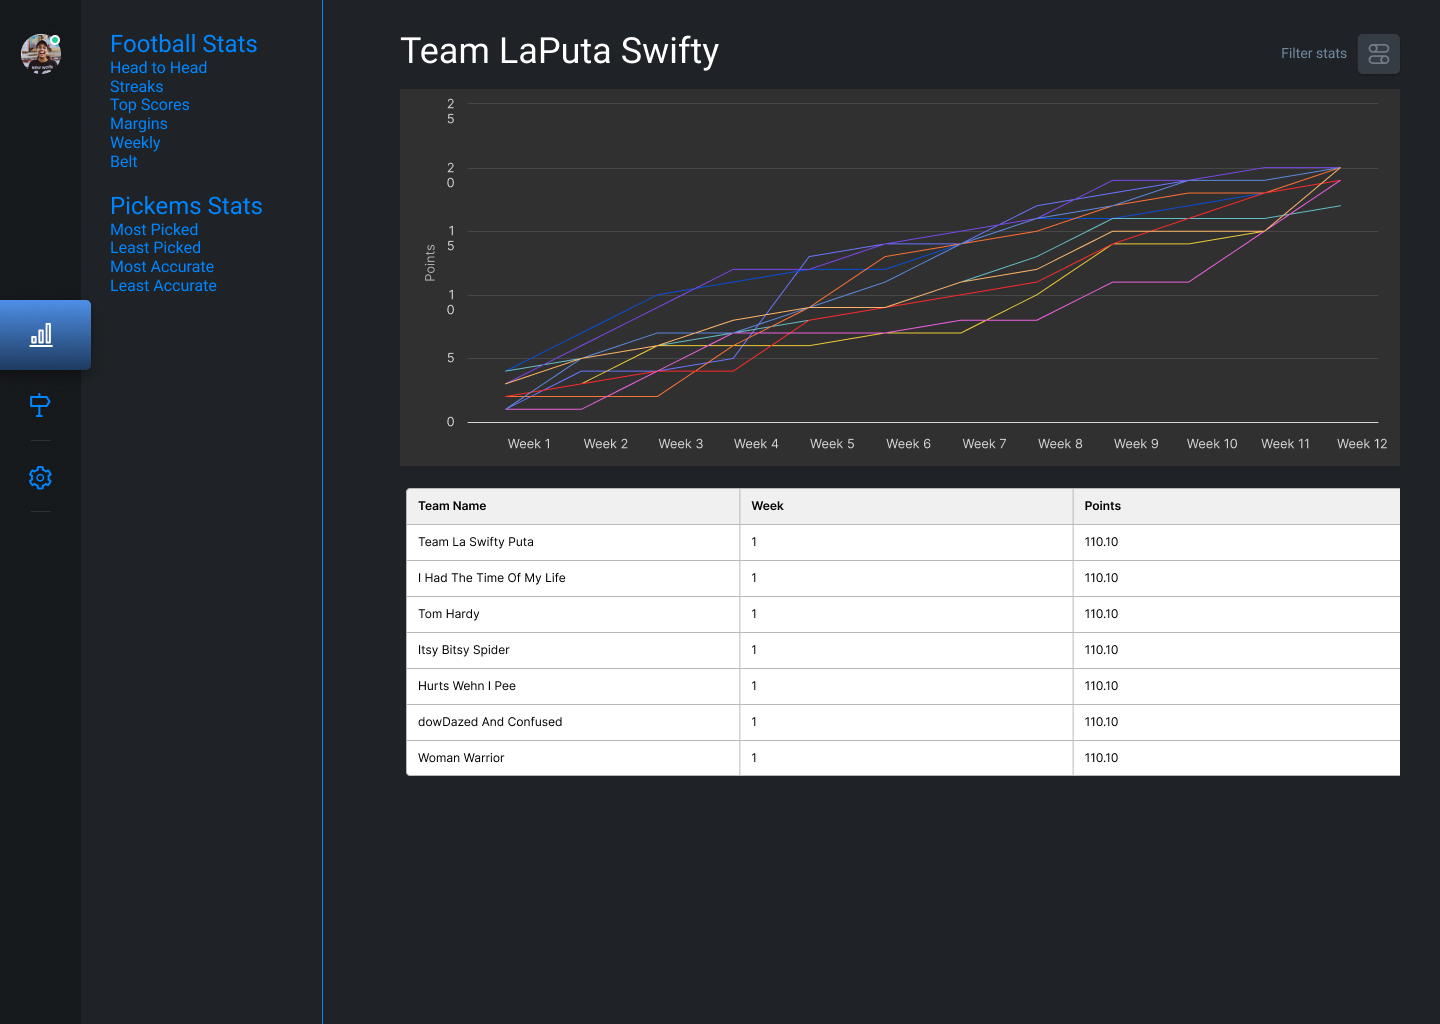 Football Stats
Head to Head
Streaks
Top Scores
Margins
Weekly
Belt
Pickems Stats
Most Picked
Least Picked
Most Accurate
Least Accurate
Team LaPuta Swifty
Filter stats
25
20
15
10
5
0
Points
Week 1 Week 2 Week 3 Week 4 Week 5 Week 6 Week 7 Week 8 Week 9 Week 10 Week 11 Week 12
Team Name Week Points
Team La Swifty Puta 1 110.10
I Had The Time Of My Life 1 110.10
Tom Hardy 1 110.10
Itsy Bitsy Spider 1 110.10
Hurts Wehn I Pee 1 110.10
dowDazed And Confused 1 110.10
Woman Warrior 1 110.10